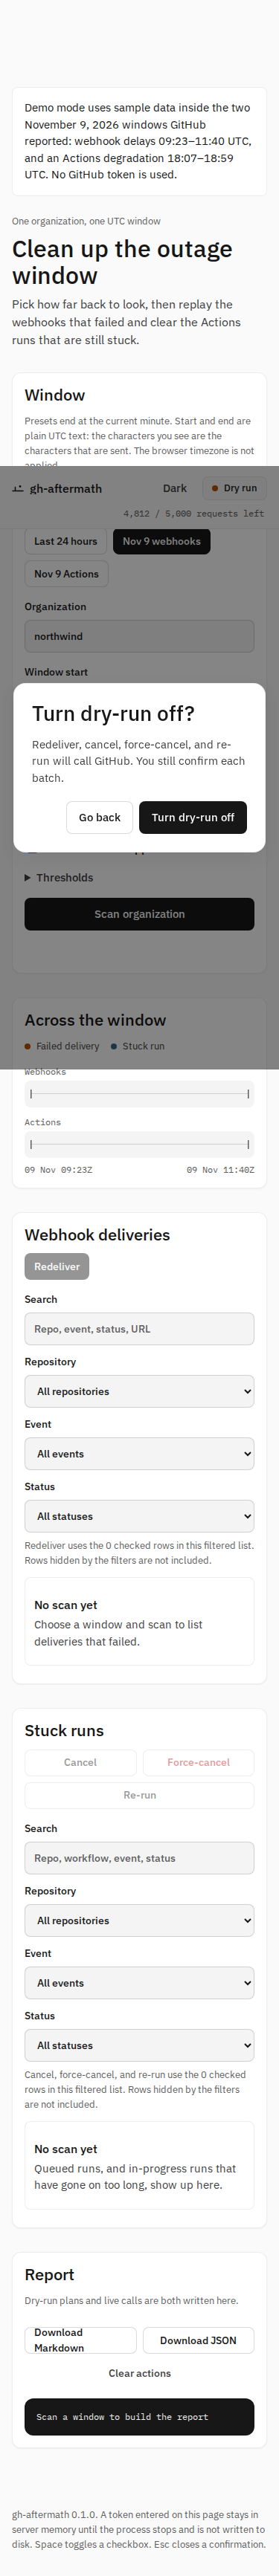 Demo mode uses sample data inside the two
November 9, 2026 windows GitHub
reported: webhook delays 09:23–11:40 UTC,
and an Actions degradation 18:07–18:59
UTC. No GitHub token is used.
One organization, one UTC window
Clean up the outage
window
Pick how far back to look, then replay the
webhooks that failed and clear the Actions
runs that are still stuck.
Window
Presets end at the current minute. Start and end are
plain UTC text: the characters you see are the
characters that are sent. The browser timezone is not
applied.
gh-aftermath
Dark
Dry run
4,812 / 5,000 requests left
Last 24 hours
Nov 9 webhooks
Nov 9 Actions
Organization
northwind
Window start
Turn dry-run off?
Redeliver, cancel, force-cancel, and re-
run will call GitHub. You still confirm each
batch.
Go back
Turn dry-run off
Thresholds
Scan organization
Across the window
Failed delivery
Stuck run
Webhooks
Actions
09 Nov 09:23Z
09 Nov 11:40Z
Webhook deliveries
Redeliver
Search
Repo, event, status, URL
Repository
All repositories
Event
All events
Status
All statuses
Redeliver uses the 0 checked rows in this filtered list.
Rows hidden by the filters are not included.
No scan yet
Choose a window and scan to list
deliveries that failed.
Stuck runs
Cancel
Force-cancel
Re-run
Search
Repo, workflow, event, status
Repository
All repositories
Event
All events
Status
All statuses
Cancel, force-cancel, and re-run use the 0 checked
rows in this filtered list. Rows hidden by the filters
are not included.
No scan yet
Queued runs, and in-progress runs that
have gone on too long, show up here.
Report
Dry-run plans and live calls are both written here.
Download
Markdown
Download JSON
Clear actions
Scan a window to build the report
gh-aftermath 0.1.0. A token entered on this page stays in
server memory until the process stops and is not written to
disk. Space toggles a checkbox. Esc closes a confirmation.